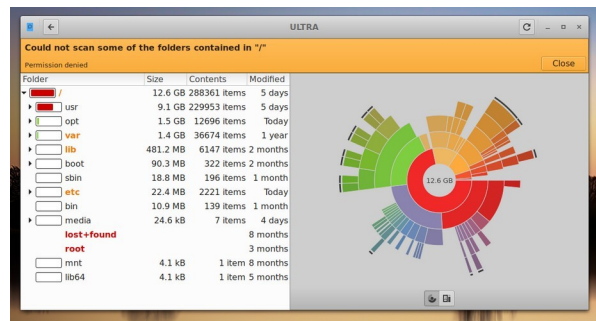 ULTRA
Could not scan some of the folders contained in "/"
Permission denied
Close
Folder Size Contents Modified
/ 12.6 GB 288361 items 5 days
usr 9.1 GB 229953 items 5 days
opt 1.5 GB 12696 items Today
var 1.4 GB 36674 items 1 year
lib 481.2 MB 6147 items 2 months
boot 90.3 MB 322 items 2 months
sbin 18.8 MB 196 items 1 month
etc 22.4 MB 2221 items Today
bin 10.9 MB 139 items 1 month
media 24.6 kB 7 items 4 days
lost+found 8 months
root 3 months
mnt 4.1 kB 1 item 8 months
lib64 4.1 kB 1 item 5 months
12.6 GB